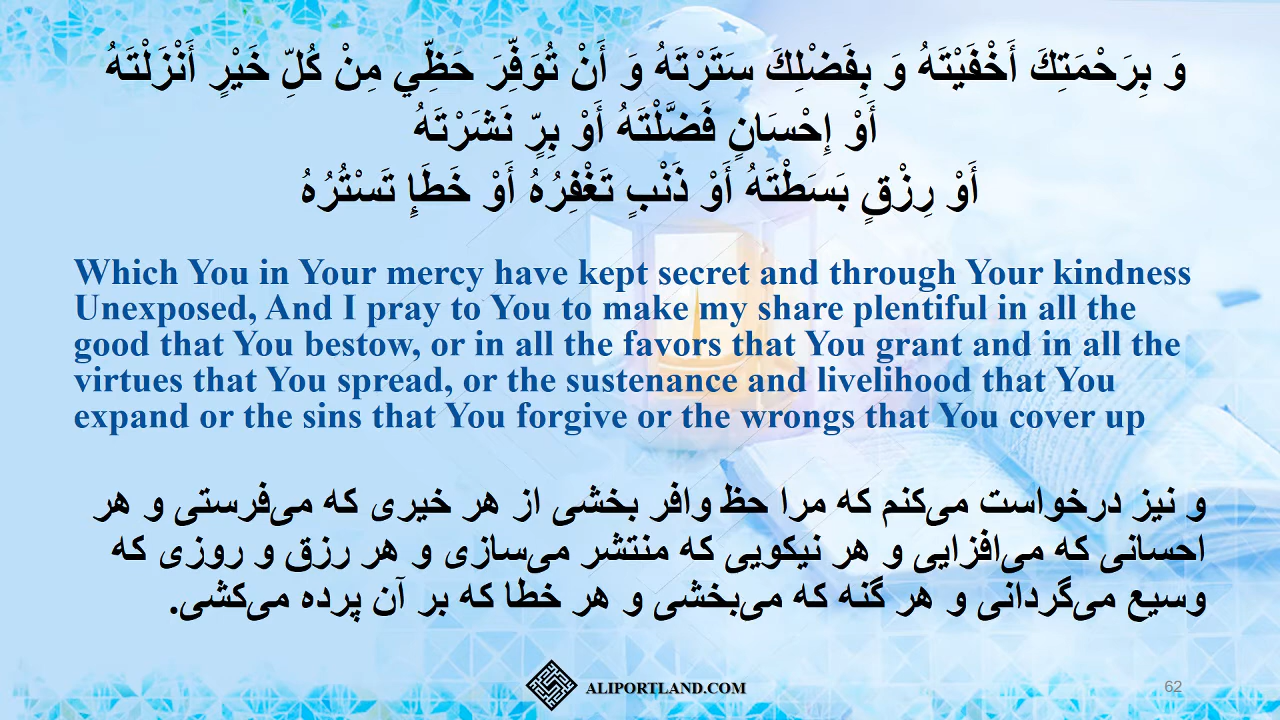 وَ بِرَحْمَتِكَ أَخْفَيْتَهُ وَ بِفَضْلِكَ سَتَرْتَهُ وَ أَنْ تُوَفِّرَ حَظِّي مِنْ كُلِّ خَيْرٍ أَنْزَلْتَهُ
أَوْ إِحْسَانٍ فَضَّلْتَهُ أَوْ بِرٍّ نَشَرْتَهُ
أَوْ رِزْقٍ بَسَطْتَهُ أَوْ ذَنْبٍ تَغْفِرُهُ أَوْ خَطَإٍ تَسْتُرُهُ
Which You in Your mercy have kept secret and through Your kindness
Unexposed, And I pray to You to make my share plentiful in all the
good that You bestow, or in all the favors that You grant and in all the
virtues that You spread, or the sustenance and livelihood that You
expand or the sins that You forgive or the wrongs that You cover up
و نیز درخواست می‌کنم که مرا حظ وافر بخشی از هر خیری که می‌فرستی و هر
احسانی که می‌افزایی و هر نیکویی که منتشر می‌سازی و هر رزق و روزی که
وسیع می‌گردانی و هر گنه که می‌بخشی و هر خطا که بر آن پرده می‌کشی.
ALIPORTLAND.COM
62